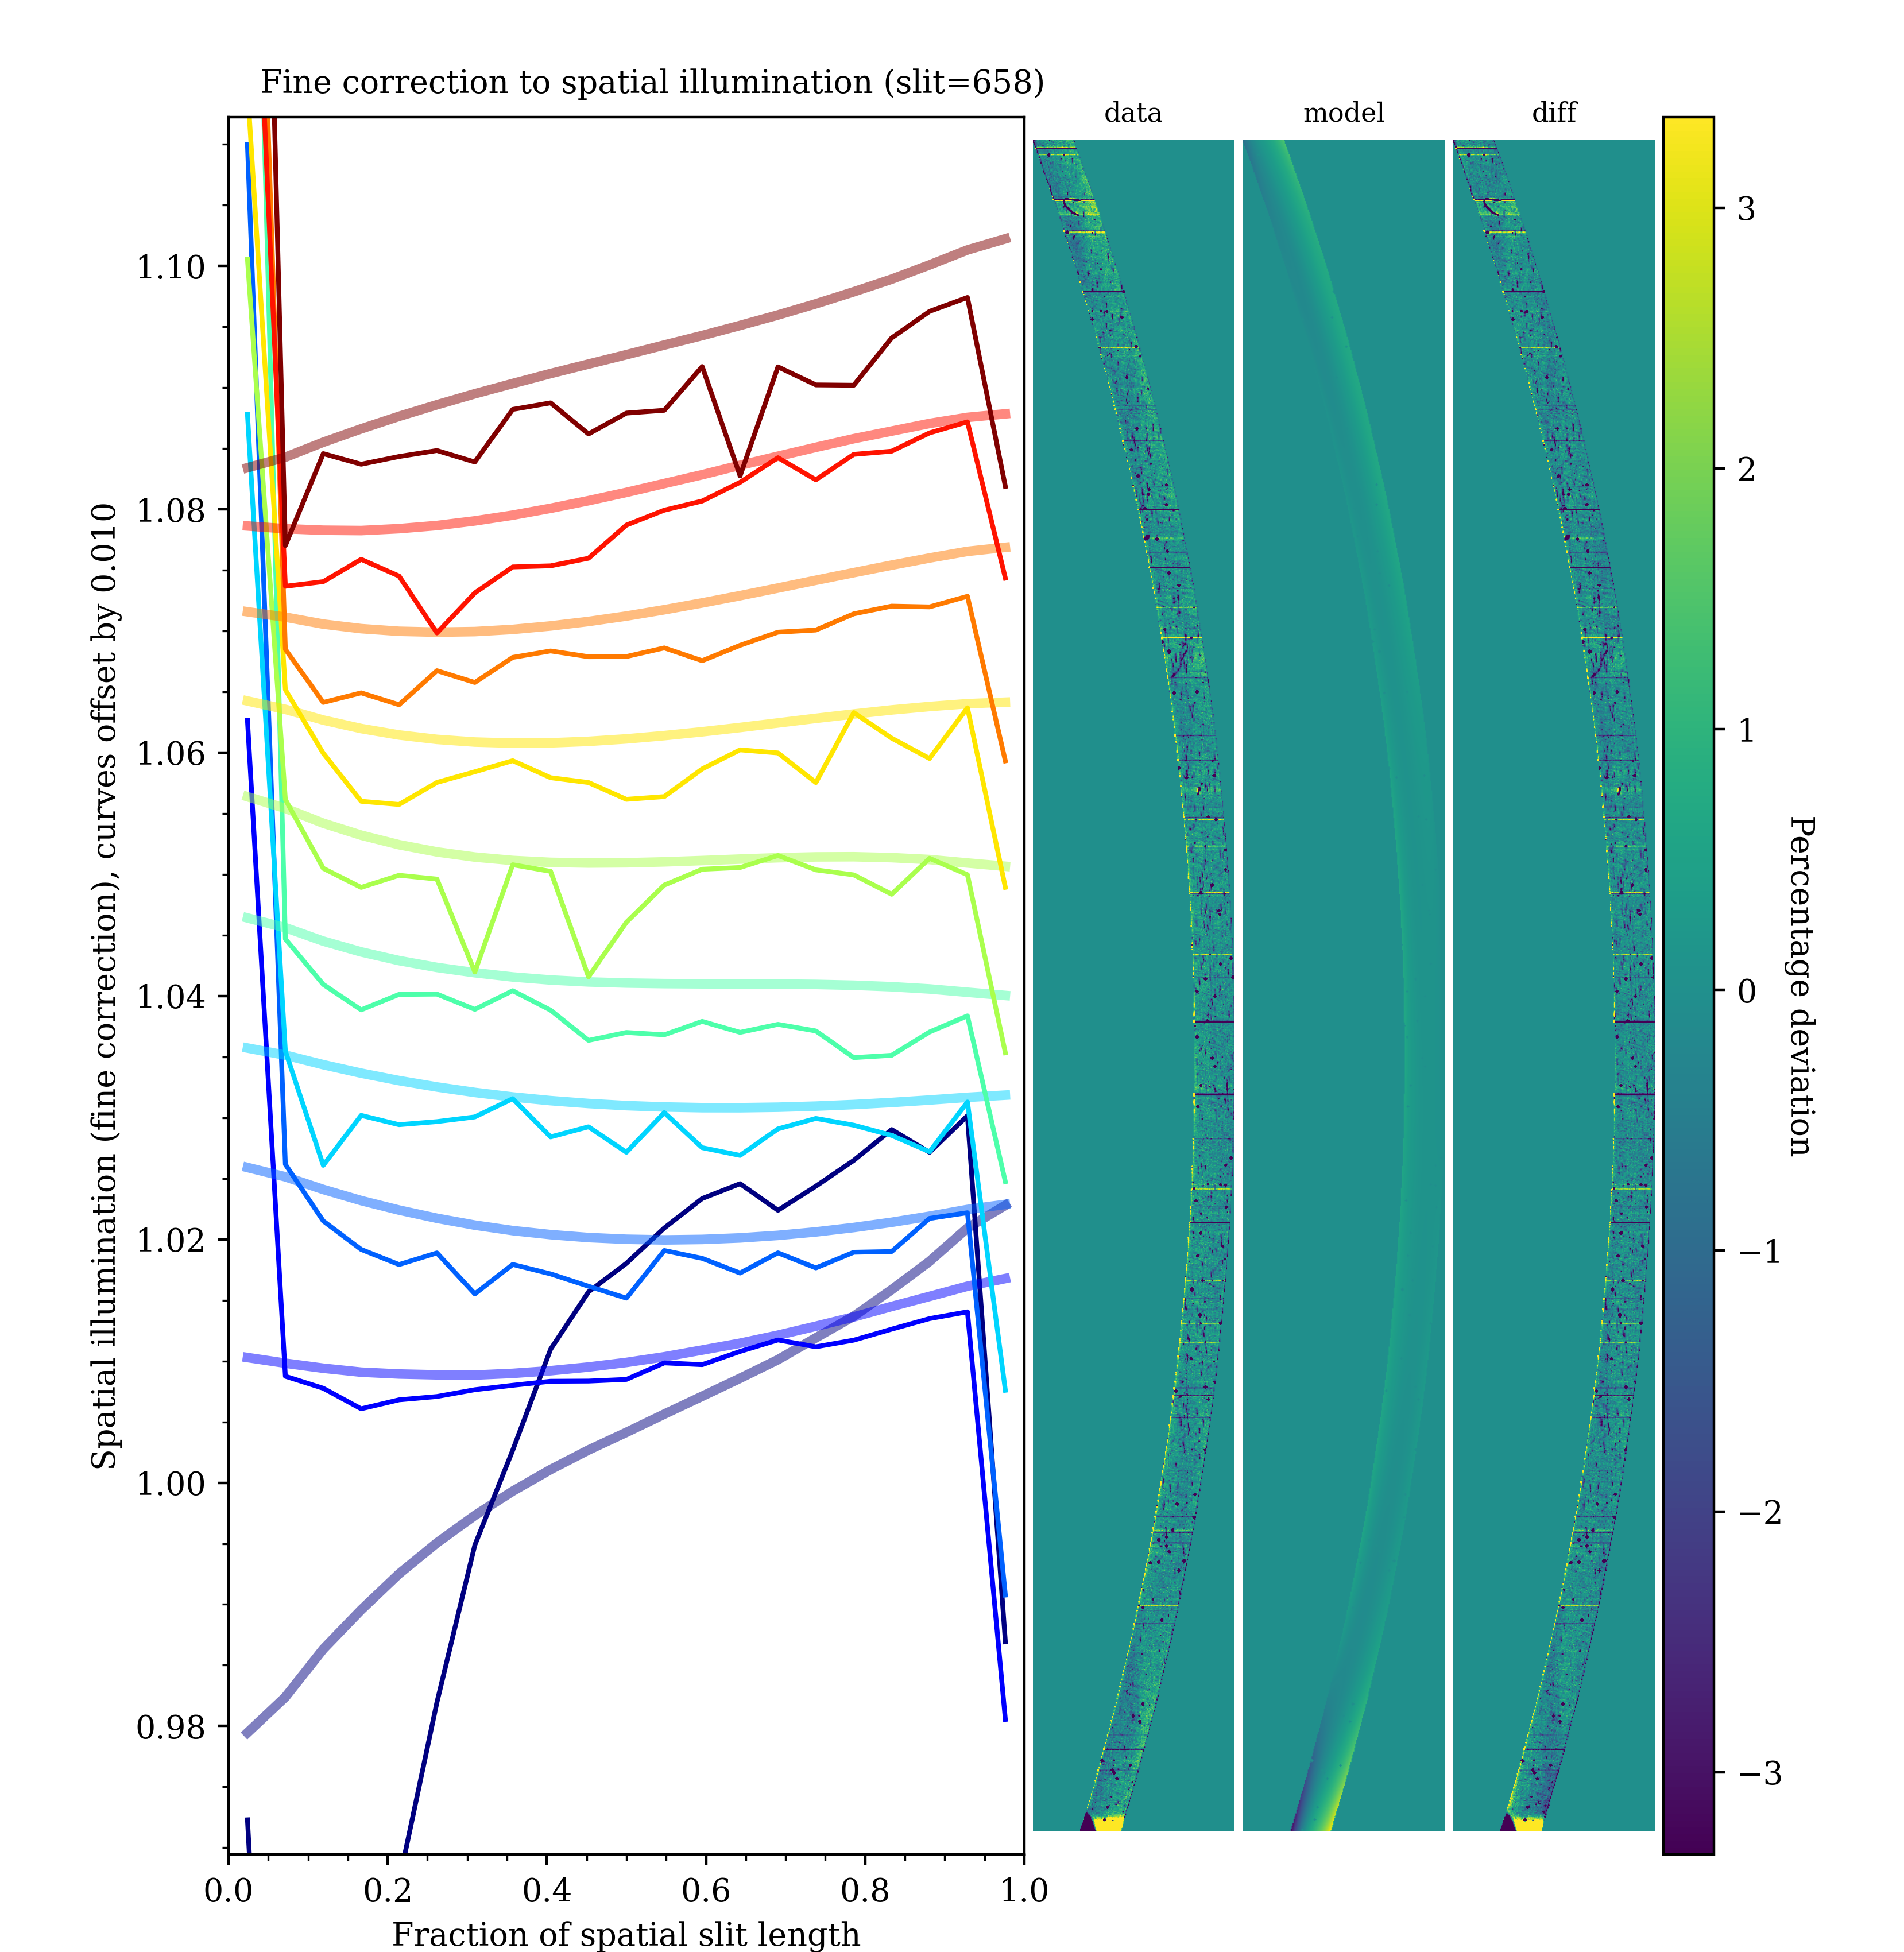 Fine correction to spatial illumination (slit=658)
data
model
diff
Spatial illumination (fine correction), curves offset by 0.010
1.10
1.08
1.06
1.04
1.02
1.00
0.98
0.0
0.2
0.4
0.6
0.8
1.0
Fraction of spatial slit length
3
2
1
0
−1
−2
−3
Percentage deviation